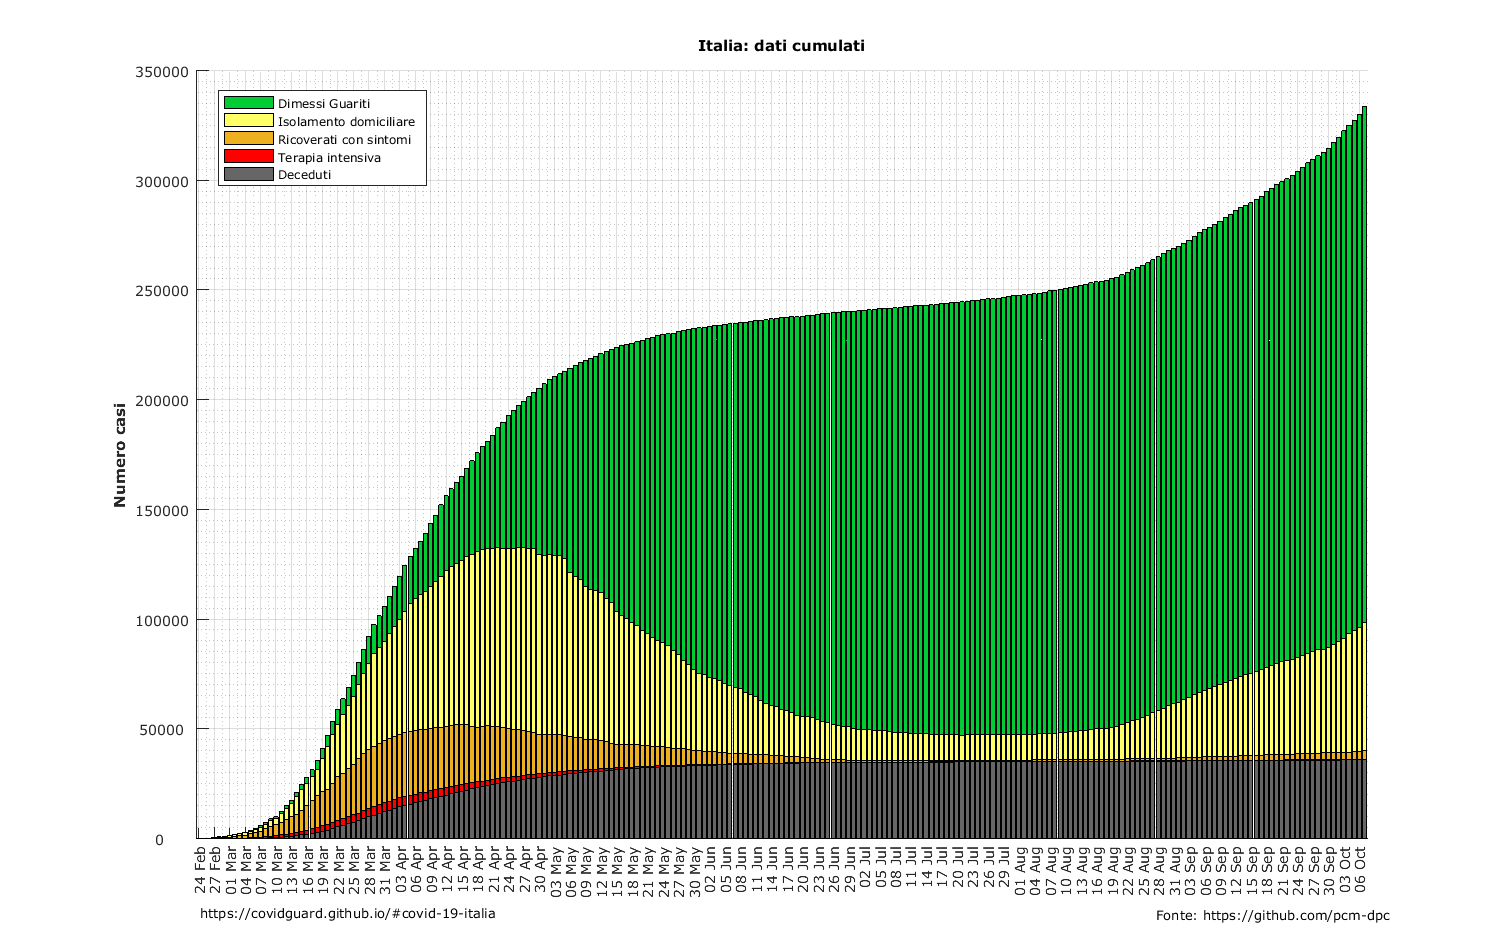 Italia: dati cumulati
350000
300000
250000
200000
150000
100000
50000
0
Numero casi
Dimessi Guariti
Isolamento domiciliare
Ricoverati con sintomi
Terapia intensiva
Deceduti
24 Feb
27 Feb
01 Mar
04 Mar
07 Mar
10 Mar
13 Mar
16 Mar
19 Mar
22 Mar
25 Mar
28 Mar
31 Mar
03 Apr
06 Apr
09 Apr
12 Apr
15 Apr
18 Apr
21 Apr
24 Apr
27 Apr
30 Apr
03 May
06 May
09 May
12 May
15 May
18 May
21 May
24 May
27 May
30 May
02 Jun
05 Jun
08 Jun
11 Jun
14 Jun
17 Jun
20 Jun
23 Jun
26 Jun
29 Jun
02 Jul
05 Jul
08 Jul
11 Jul
14 Jul
17 Jul
20 Jul
23 Jul
26 Jul
29 Jul
01 Aug
04 Aug
07 Aug
10 Aug
13 Aug
16 Aug
19 Aug
22 Aug
25 Aug
28 Aug
31 Aug
03 Sep
06 Sep
09 Sep
12 Sep
15 Sep
18 Sep
21 Sep
24 Sep
27 Sep
30 Sep
03 Oct
06 Oct
https://covidguard.github.io/#covid-19-italia
Fonte: https://github.com/pcm-dpc